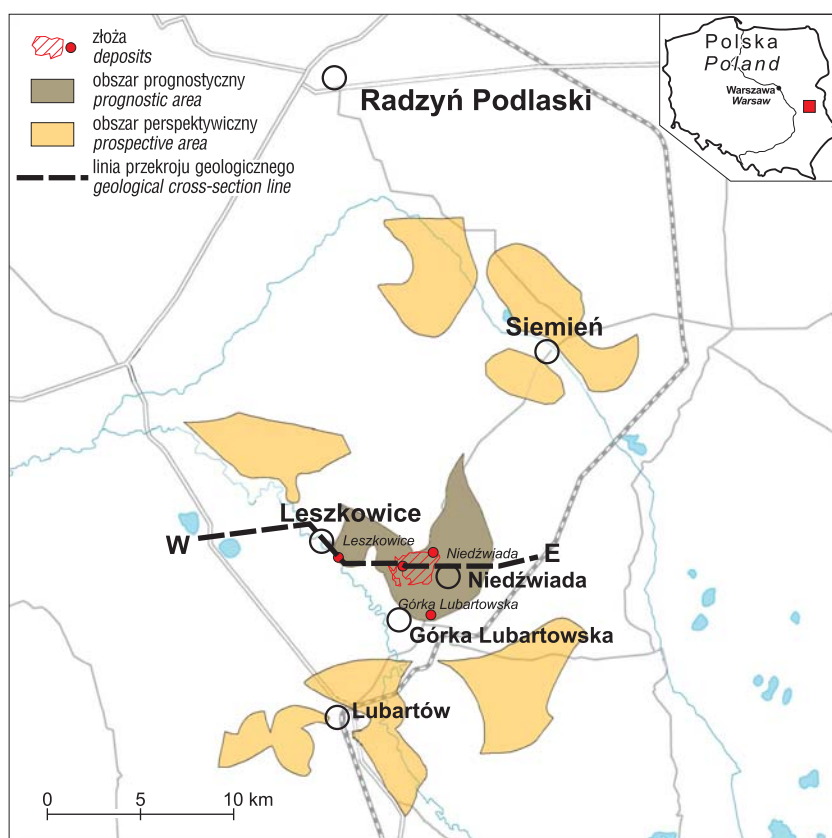 złoża
deposits
obszar prognostyczny
prognostic area
obszar perspektywiczny
prospective area
linia przekroju geologicznego
geological cross-section line
Polska
Poland
Warszawa
Warsaw
Radzyń Podlaski
Siemień
Leszkowice
Leszkowice
W
E
Niedźwiada
Niedźwiada
Górka Lubartowska
Górka Lubartowska
Lubartów
0 5 10 km